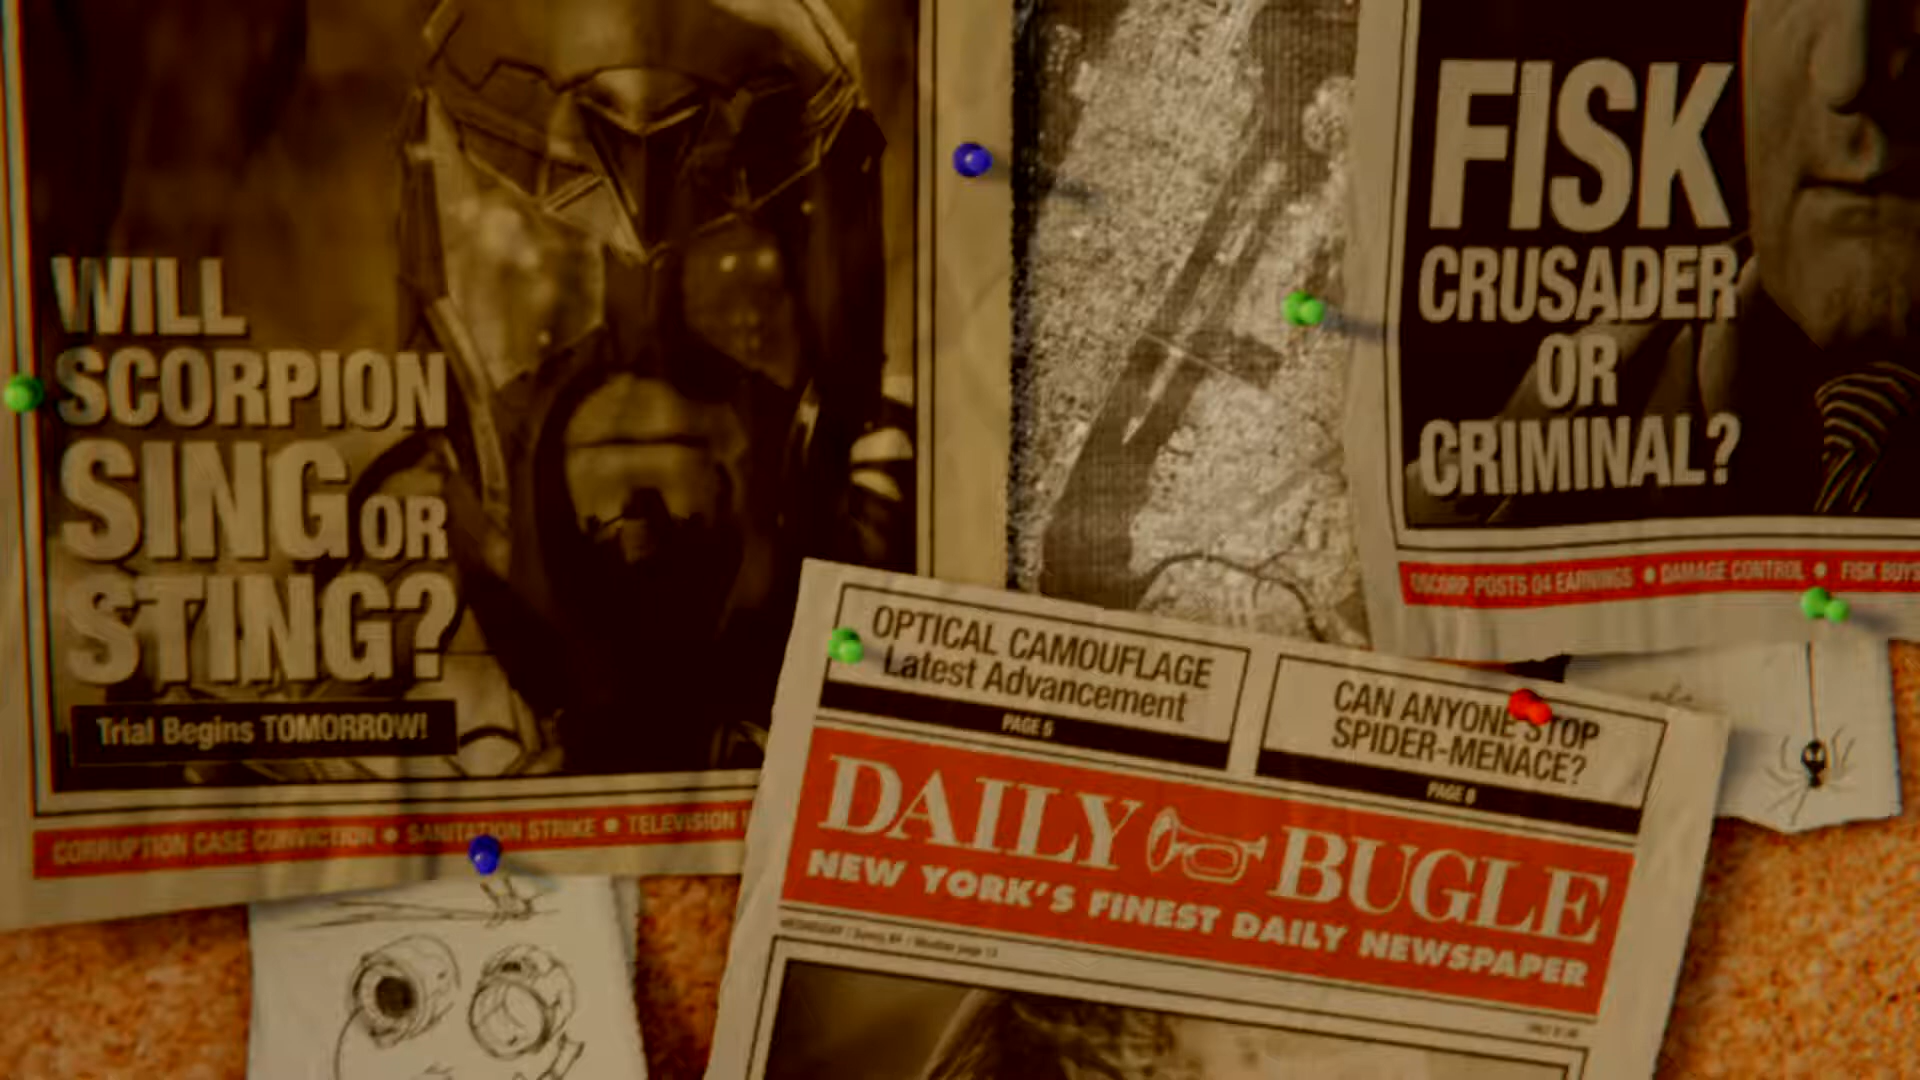 WILL
SCORPION
SING OR
STING?
Trial Begins TOMORROW!
CORRUPTION CASE CONVICTION • SANITATION STRIKE • TELEVISION
FISK
CRUSADER
OR
CRIMINAL?
OSCORP POSTS Q4 EARNINGS • DAMAGE CONTROL • FISK BUYS
OPTICAL CAMOUFLAGE
Latest Advancement
PAGE 5
CAN ANYONE STOP
SPIDER-MENACE?
PAGE 8
DAILY BUGLE
NEW YORK'S FINEST DAILY NEWSPAPER